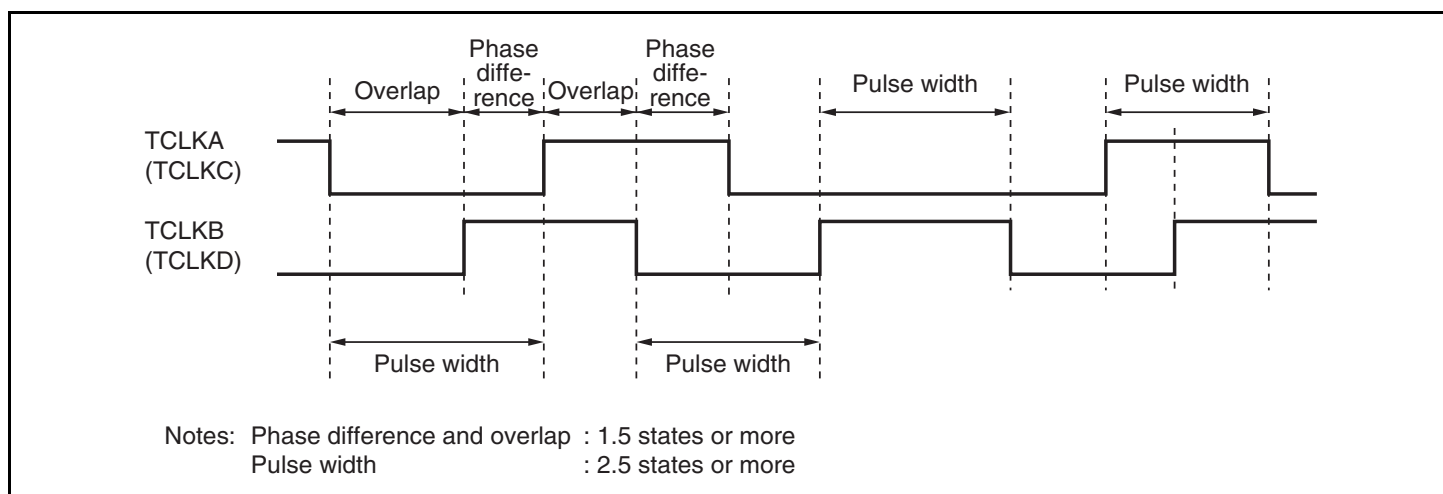 Phase
diffe-
rence
Phase
diffe-
rence
Overlap
Overlap
Pulse width
Pulse width
TCLKA
(TCLKC)
TCLKB
(TCLKD)
Pulse width
Pulse width
Notes: Phase difference and overlap : 1.5 states or more
Pulse width : 2.5 states or more